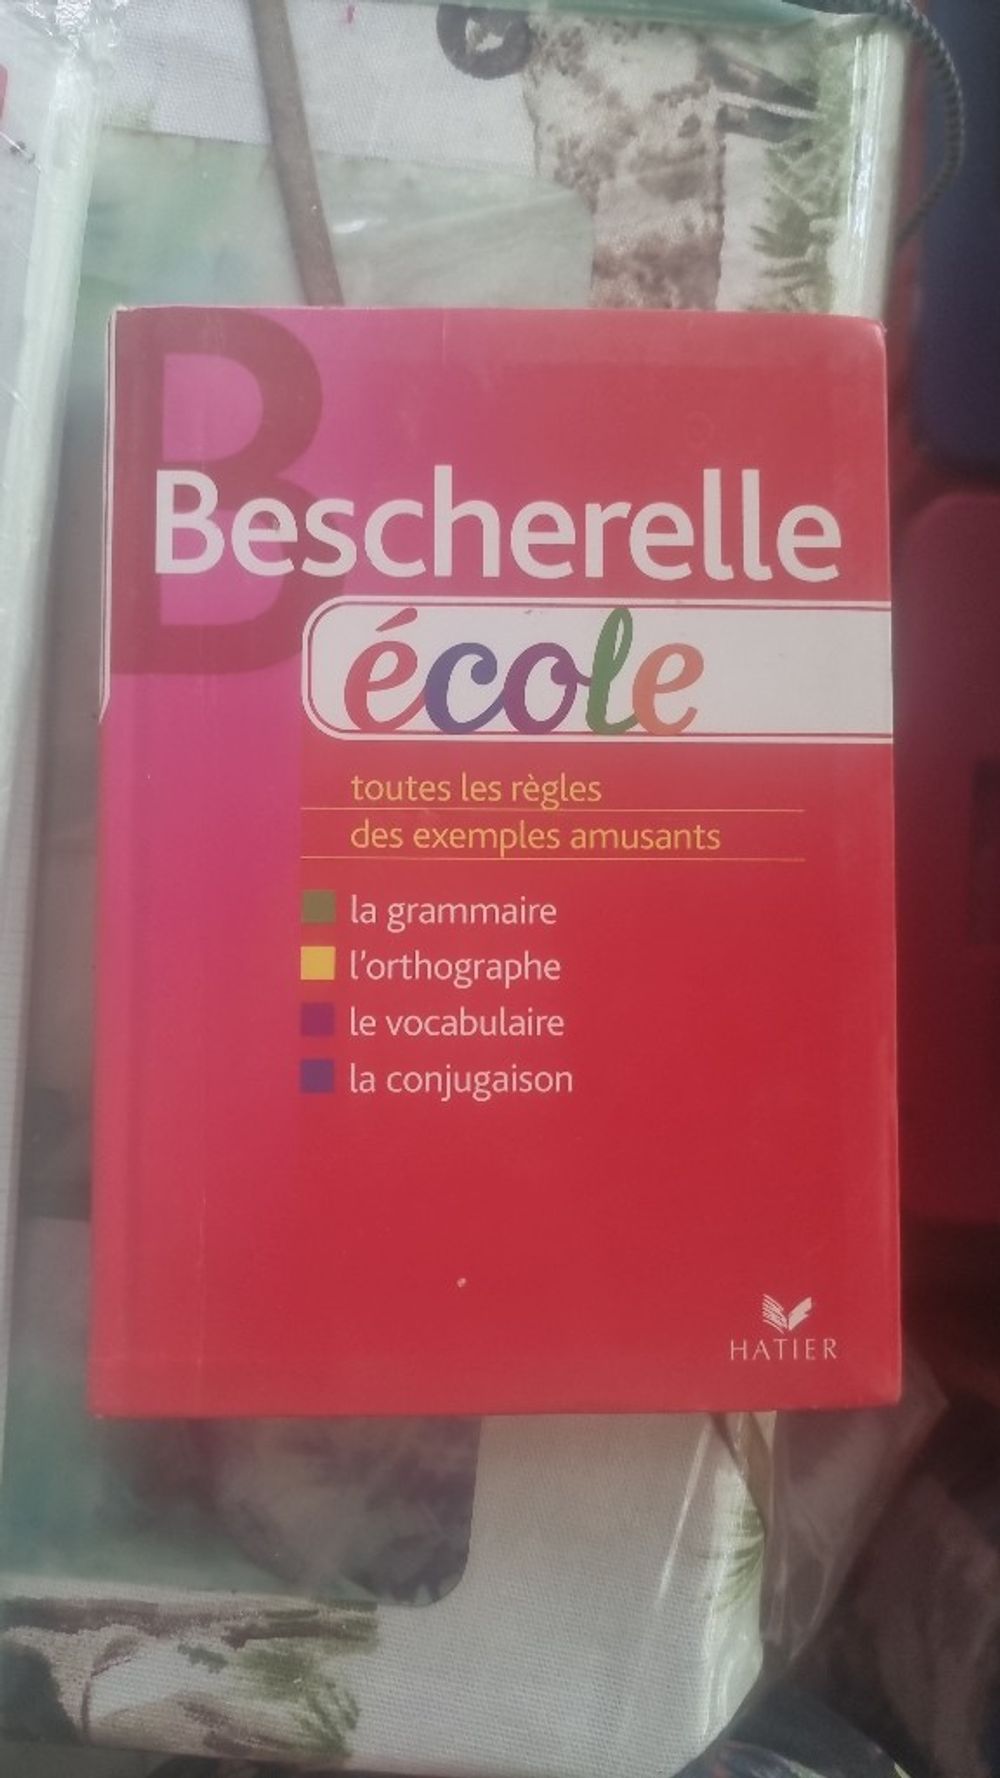 B
Bescherelle
école
toutes les règles
des exemples amusants
la grammaire
l'orthographe
le vocabulaire
la conjugaison
HATIER